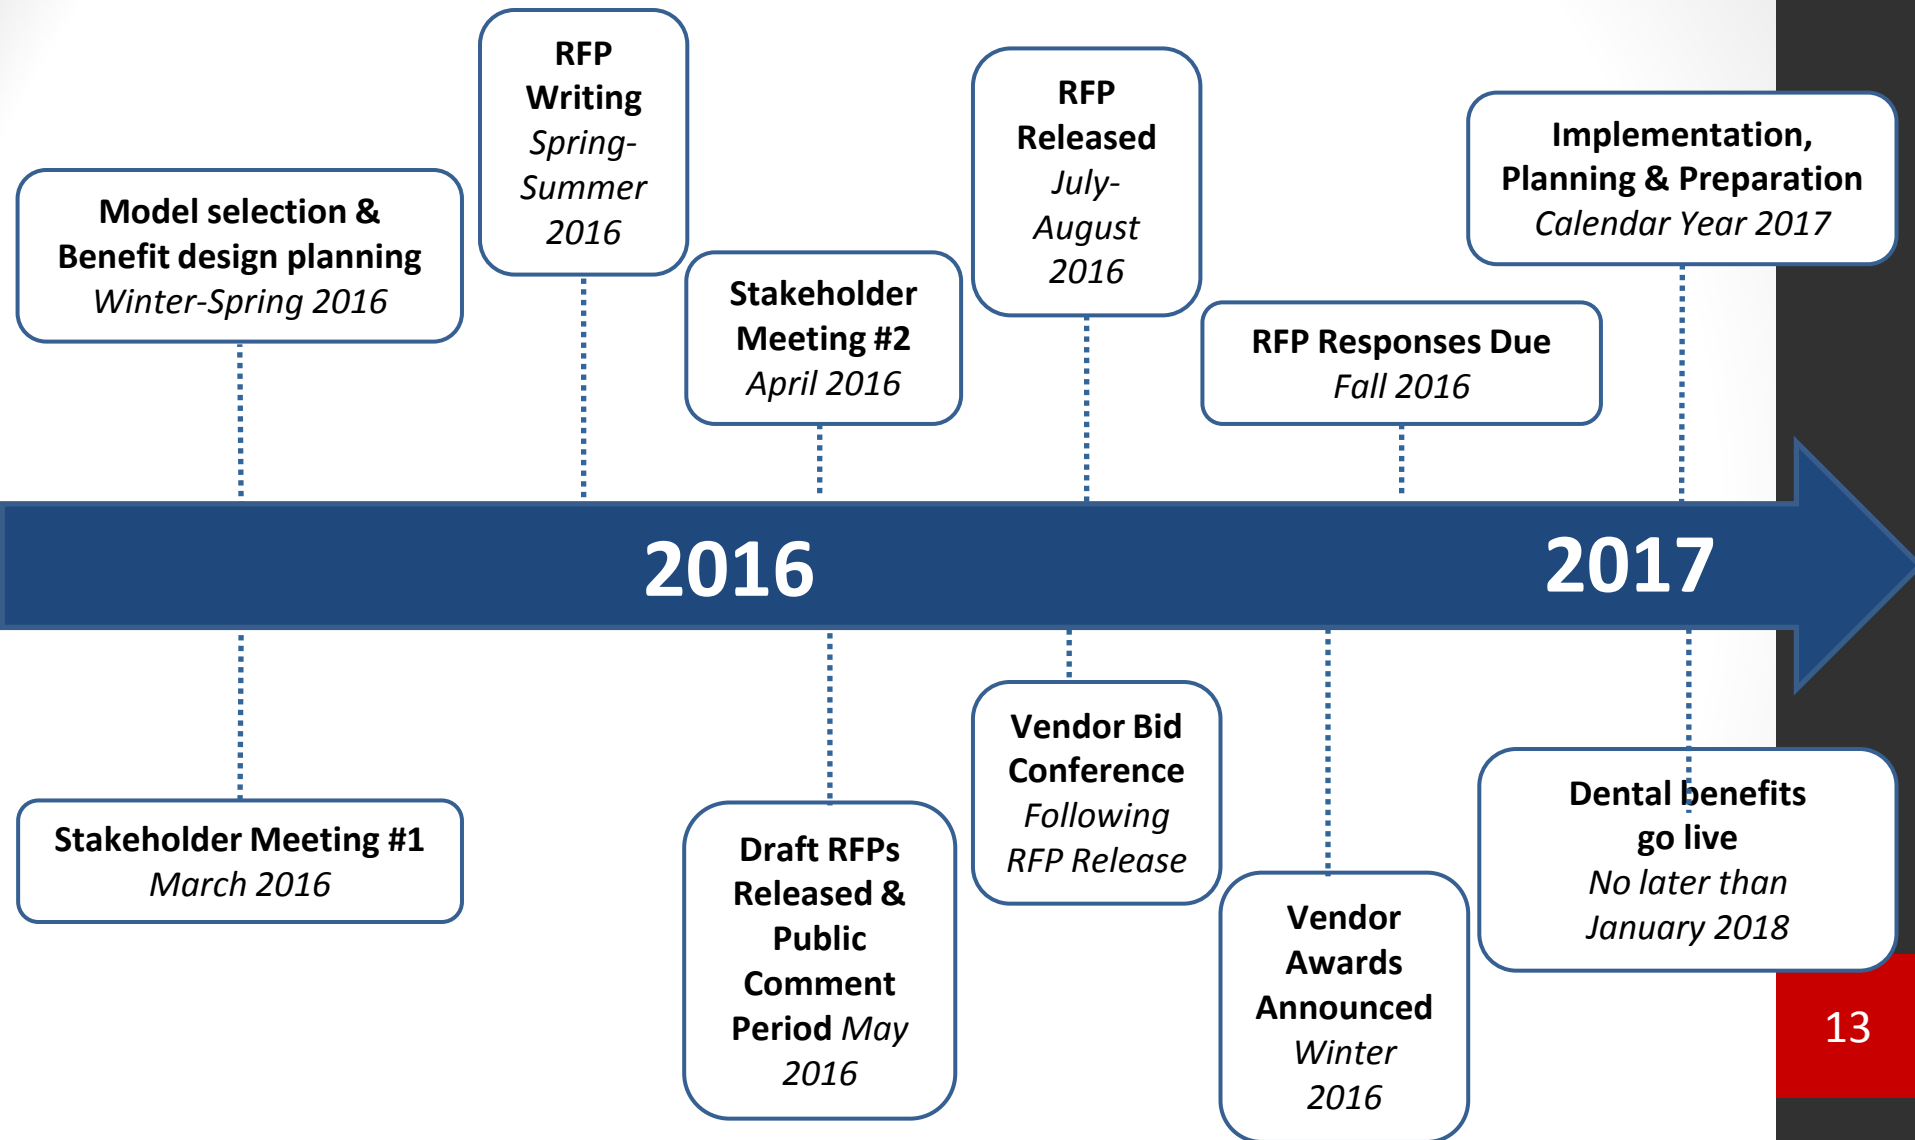 RFP
Writing
Spring-
Summer
2016
RFP
Released
July-
August
2016
Implementation,
Planning & Preparation
Calendar Year 2017
Model selection &
Benefit design planning
Winter-Spring 2016
Stakeholder
Meeting #2
April 2016
RFP Responses Due
Fall 2016
2016
2017
Stakeholder Meeting #1
March 2016
Draft RFPs
Released &
Public
Comment
Period May
2016
Vendor Bid
Conference
Following
RFP Release
Vendor
Awards
Announced
Winter
2016
Dental benefits
go live
No later than
January 2018
13